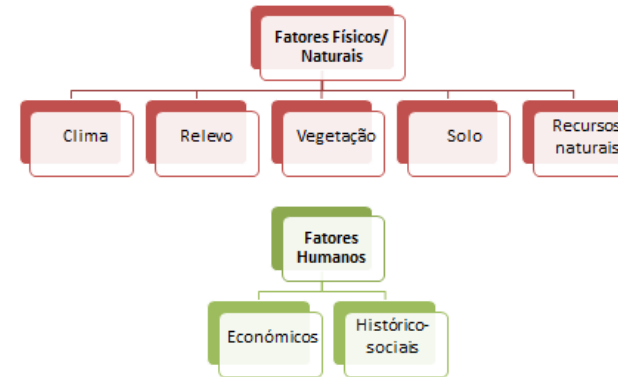 Fatores Físicos/
Naturais
Clima
Relevo
Vegetação
Solo
Recursos
naturais
Fatores
Humanos
Económicos
Histórico-
sociais